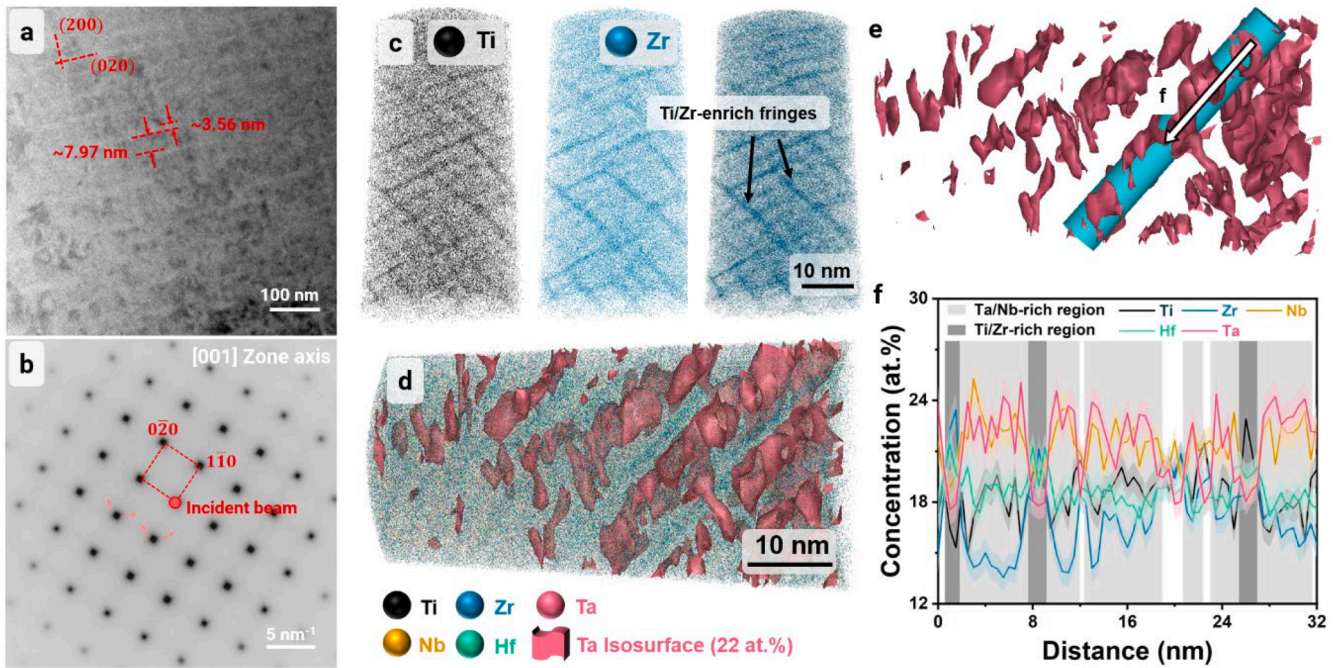 a
(200)
(02̄0)
~3.56 nm
~7.97 nm
100 nm
b
[001] Zone axis
02̄0
11̄0
Incident beam
5 nm⁻¹
c
Ti
Zr
Ti/Zr-enrich fringes
10 nm
d
10 nm
Ti
Zr
Ta
Nb
Hf
Ta Isosurface (22 at.%)
e
f
f
Ta/Nb-rich region
Ti
Zr
Nb
Ti/Zr-rich region
Hf
Ta
Concentration (at.%)
30
24
18
12
0
8
16
24
32
Distance (nm)